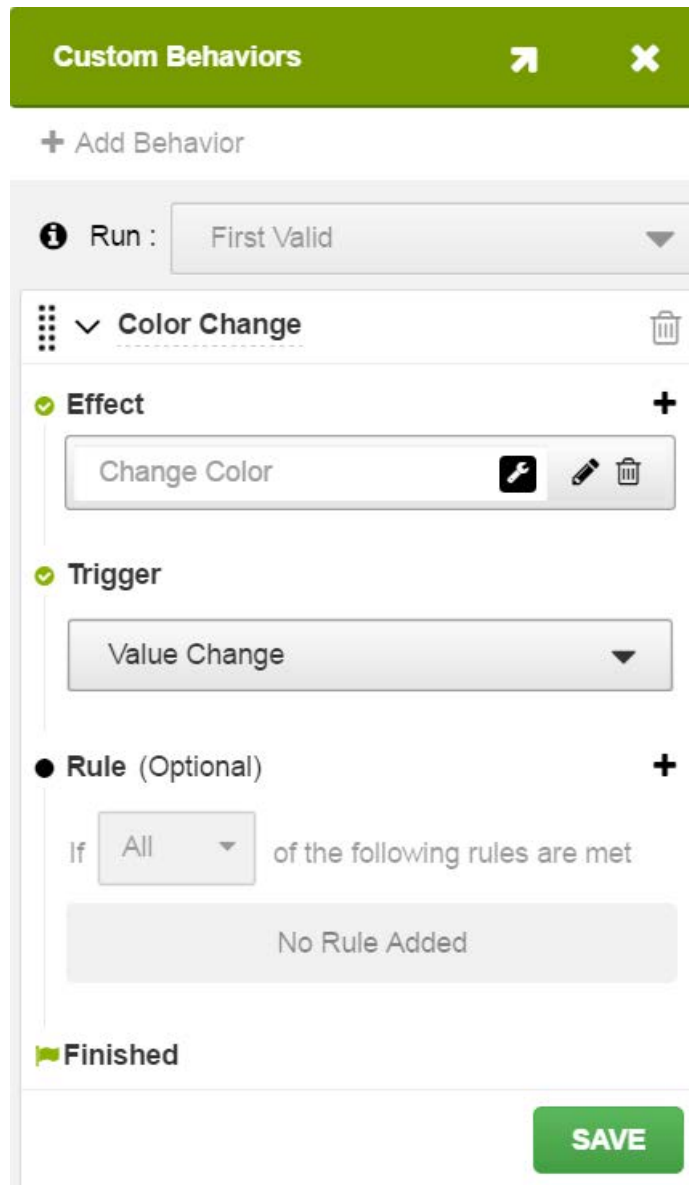 Custom Behaviors
+ Add Behavior
Run : First Valid
Color Change
Effect
Change Color
Trigger
Value Change
Rule (Optional)
If All of the following rules are met
No Rule Added
Finished
SAVE